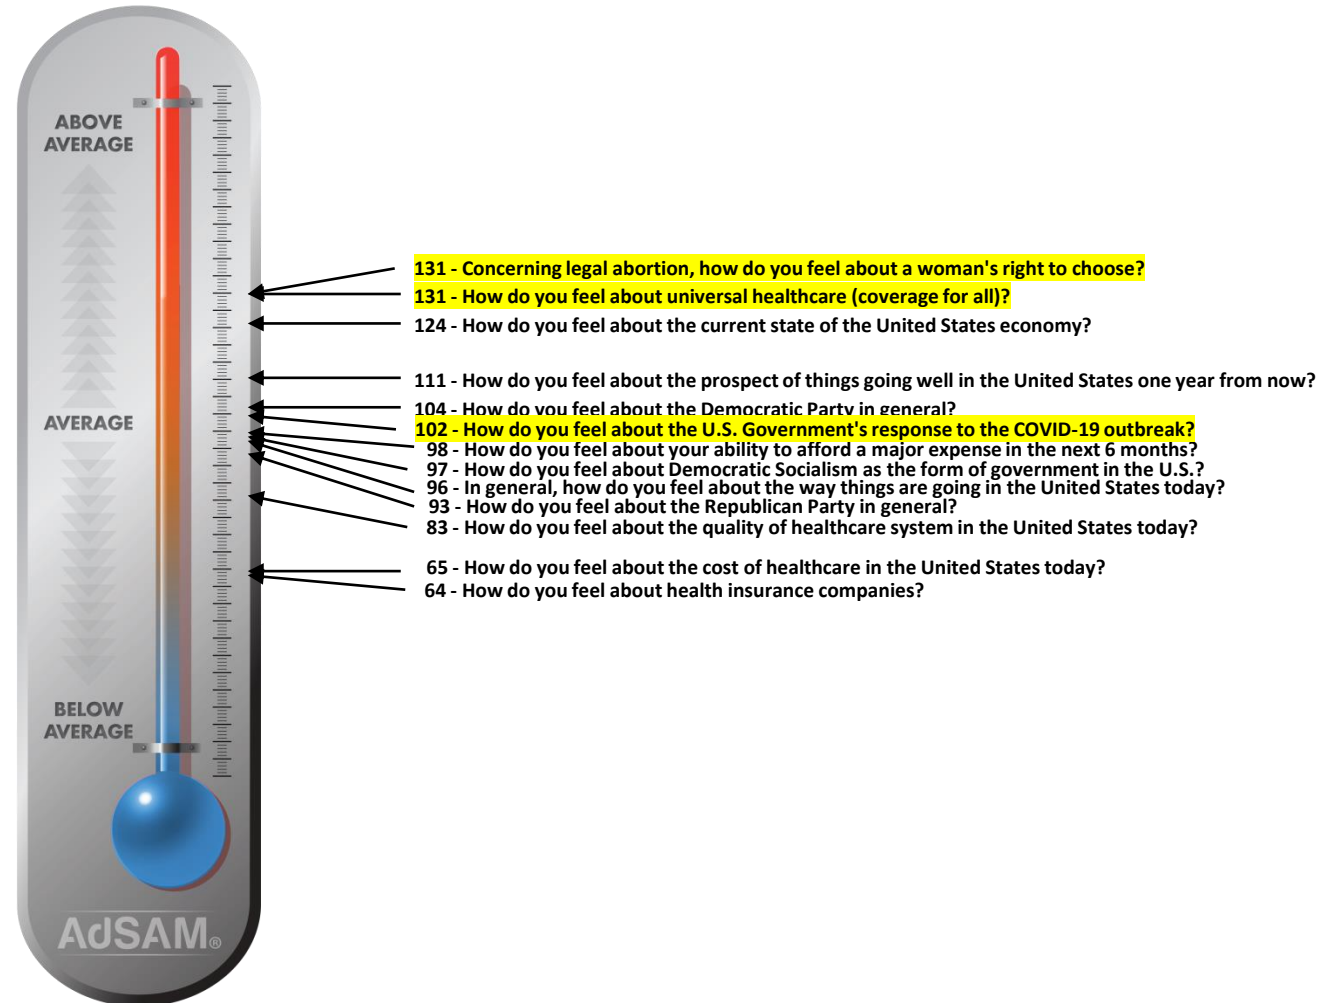 ABOVE
AVERAGE
131 - Concerning legal abortion, how do you feel about a woman's right to choose?
131 - How do you feel about universal healthcare (coverage for all)?
124 - How do you feel about the current state of the United States economy?
111 - How do you feel about the prospect of things going well in the United States one year from now?
104 - How do you feel about the Democratic Party in general?
AVERAGE
102 - How do you feel about the U.S. Government's response to the COVID-19 outbreak?
98 - How do you feel about your ability to afford a major expense in the next 6 months?
97 - How do you feel about Democratic Socialism as the form of government in the U.S.?
96 - In general, how do you feel about the way things are going in the United States today?
93 - How do you feel about the Republican Party in general?
83 - How do you feel about the quality of healthcare system in the United States today?
65 - How do you feel about the cost of healthcare in the United States today?
64 - How do you feel about health insurance companies?
BELOW
AVERAGE
AdSAM®